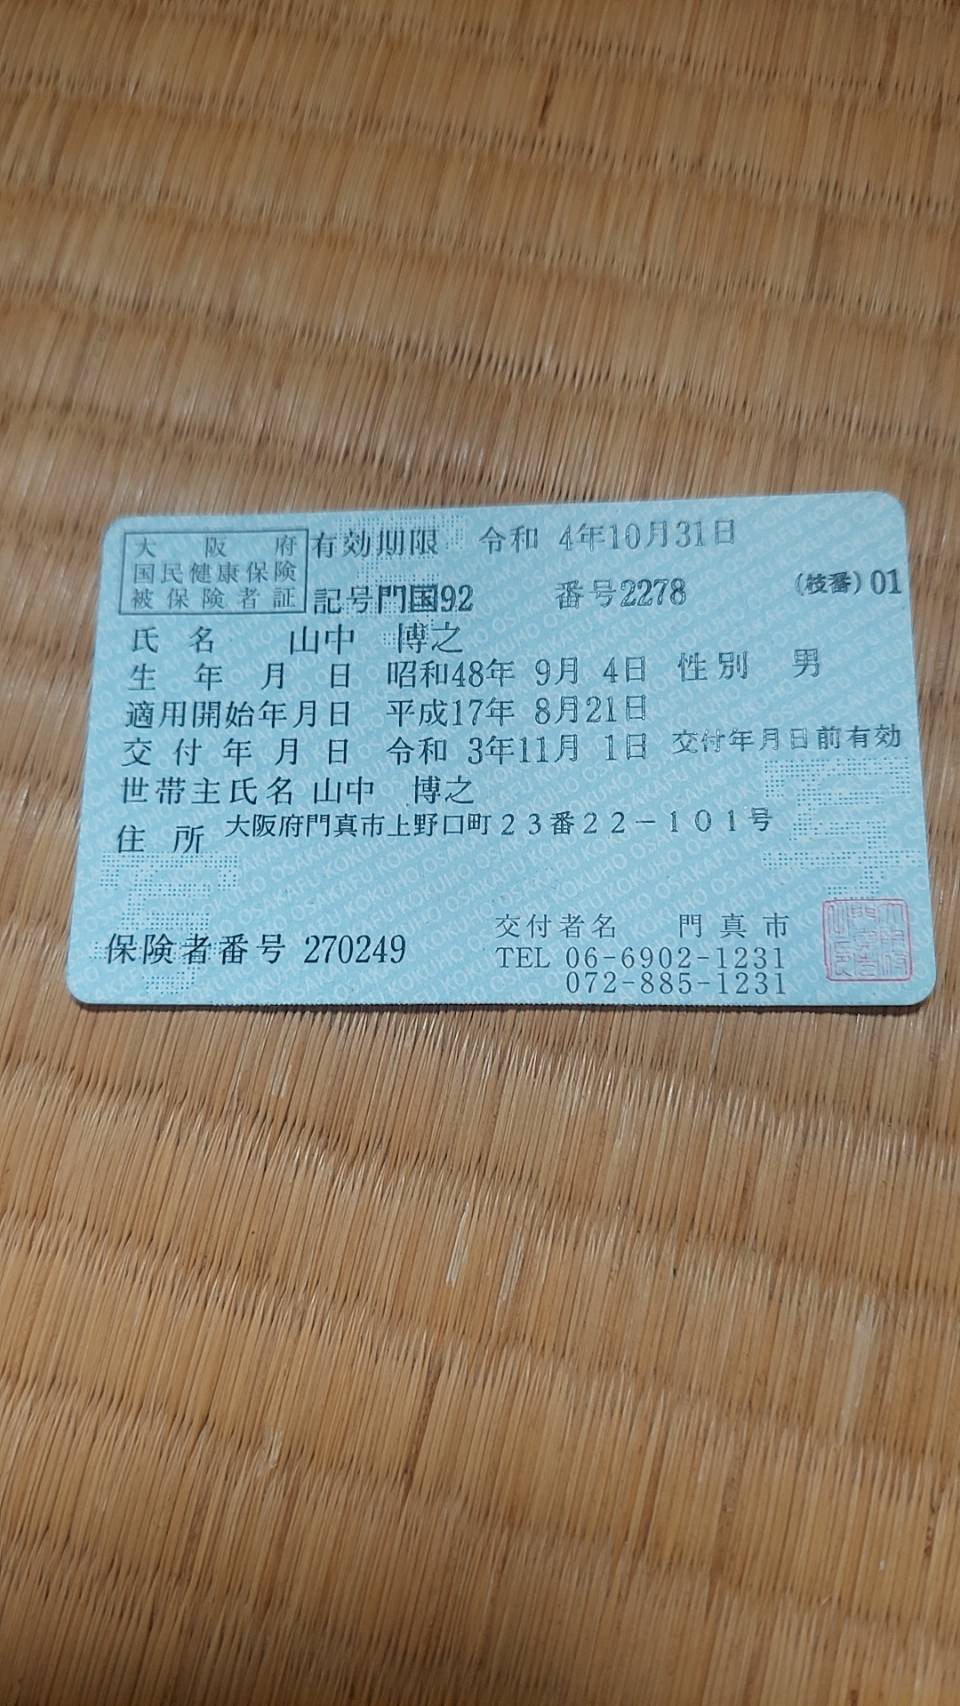 大阪府
国民健康保険
被保険者証
有効期限 令和 4年10月31日
記号門国92 番号2278 (枝番)01
氏名 山中 博之
生年月日 昭和48年 9月 4日 性別 男
適用開始年月日 平成17年 8月21日
交付年月日 令和 3年11月 1日 交付年月日前有効
世帯主氏名 山中 博之
住所 大阪府門真市上野口町23番22-101号
保険者番号 270249
交付者名 門真市
TEL 06-6902-1231
072-885-1231